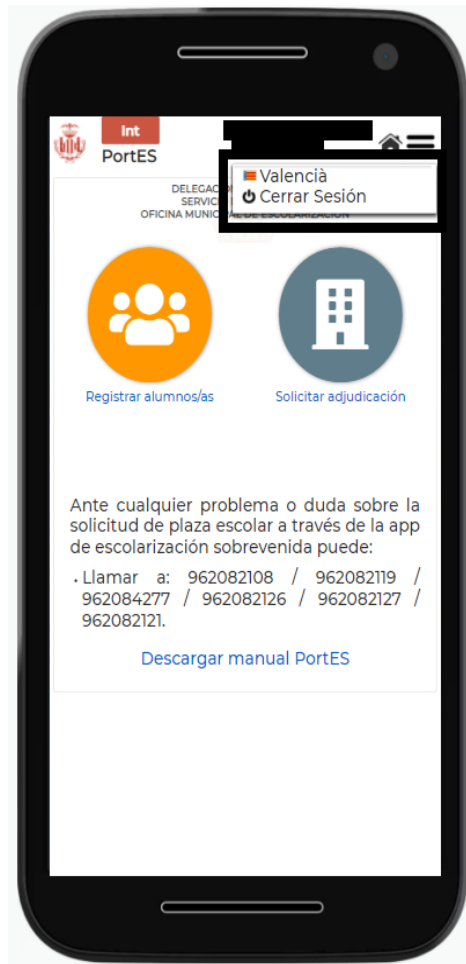 Int
PortES
Valencià
Cerrar Sesión
DELEGAC
SERVIC
OFICINA MUNICIPAL DE ESCOLARIZACIÓN
Registrar alumnos/as
Solicitar adjudicación
Ante cualquier problema o duda sobre la
solicitud de plaza escolar a través de la app
de escolarización sobrevenida puede:
Llamar a: 962082108 / 962082119 /
962084277 / 962082126 / 962082127 /
962082121.
Descargar manual PortES